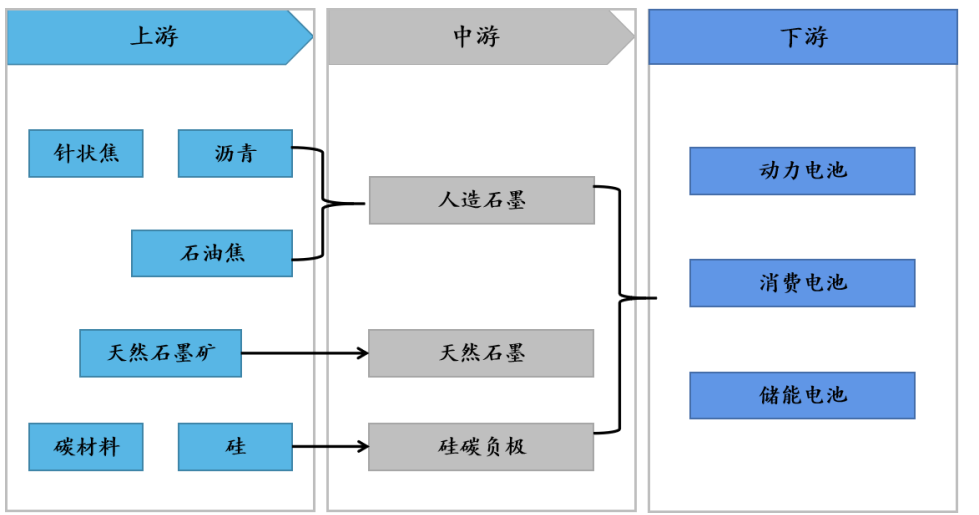 上游
中游
下游
针状焦
沥青
石油焦
天然石墨矿
碳材料
硅
人造石墨
天然石墨
硅碳负极
动力电池
消费电池
储能电池